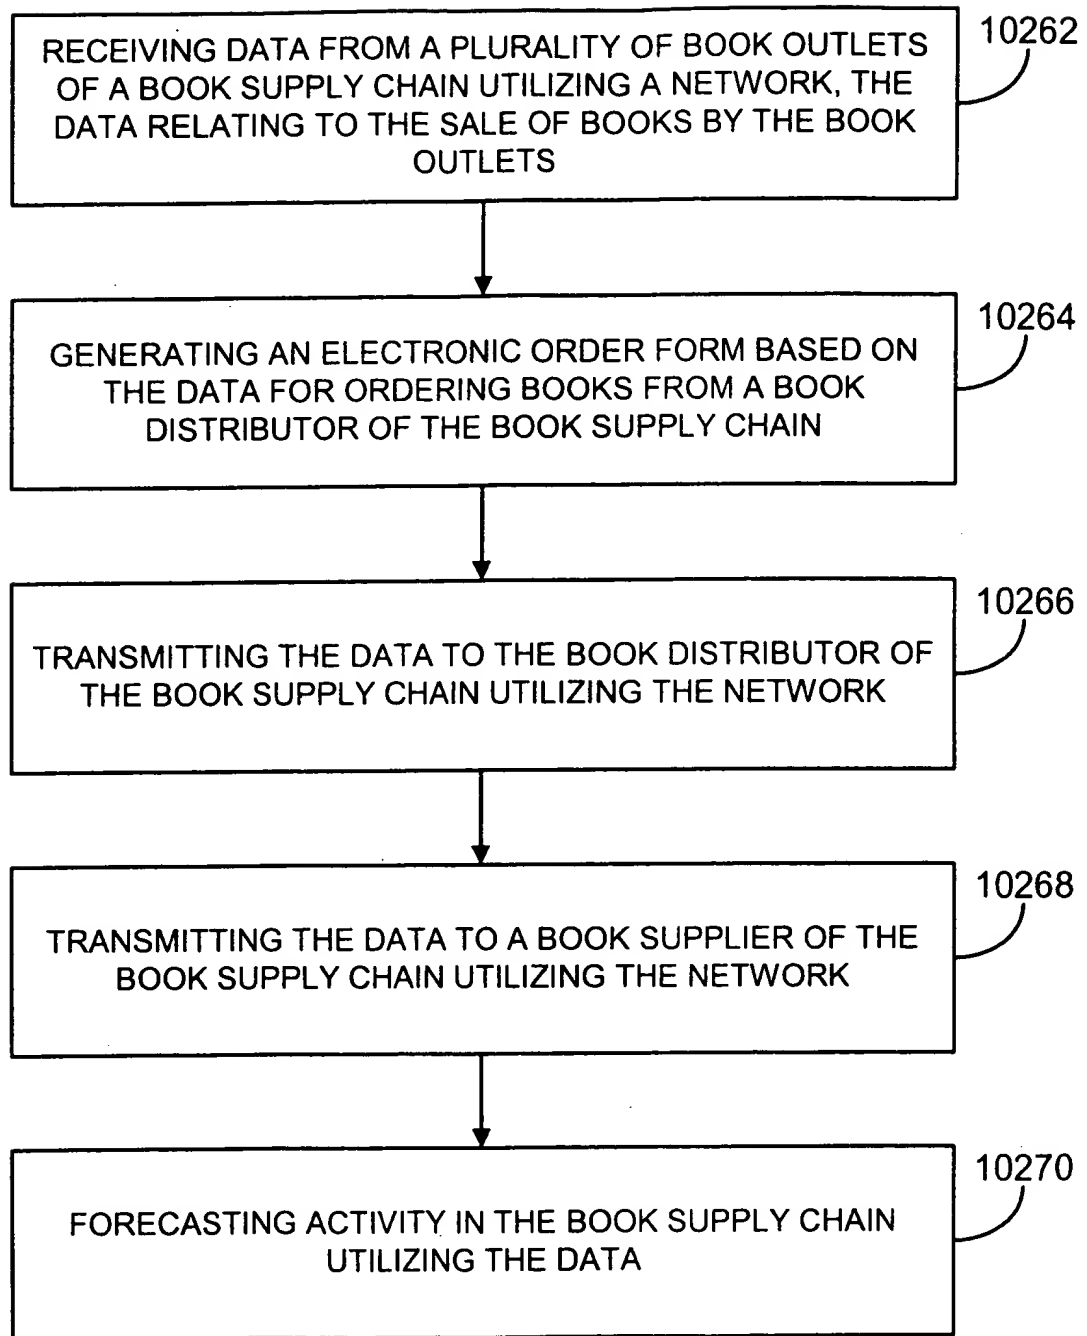 10262
RECEIVING DATA FROM A PLURALITY OF BOOK OUTLETS
OF A BOOK SUPPLY CHAIN UTILIZING A NETWORK, THE
DATA RELATING TO THE SALE OF BOOKS BY THE BOOK
OUTLETS
10264
GENERATING AN ELECTRONIC ORDER FORM BASED ON
THE DATA FOR ORDERING BOOKS FROM A BOOK
DISTRIBUTOR OF THE BOOK SUPPLY CHAIN
10266
TRANSMITTING THE DATA TO THE BOOK DISTRIBUTOR OF
THE BOOK SUPPLY CHAIN UTILIZING THE NETWORK
10268
TRANSMITTING THE DATA TO A BOOK SUPPLIER OF THE
BOOK SUPPLY CHAIN UTILIZING THE NETWORK
10270
FORECASTING ACTIVITY IN THE BOOK SUPPLY CHAIN
UTILIZING THE DATA